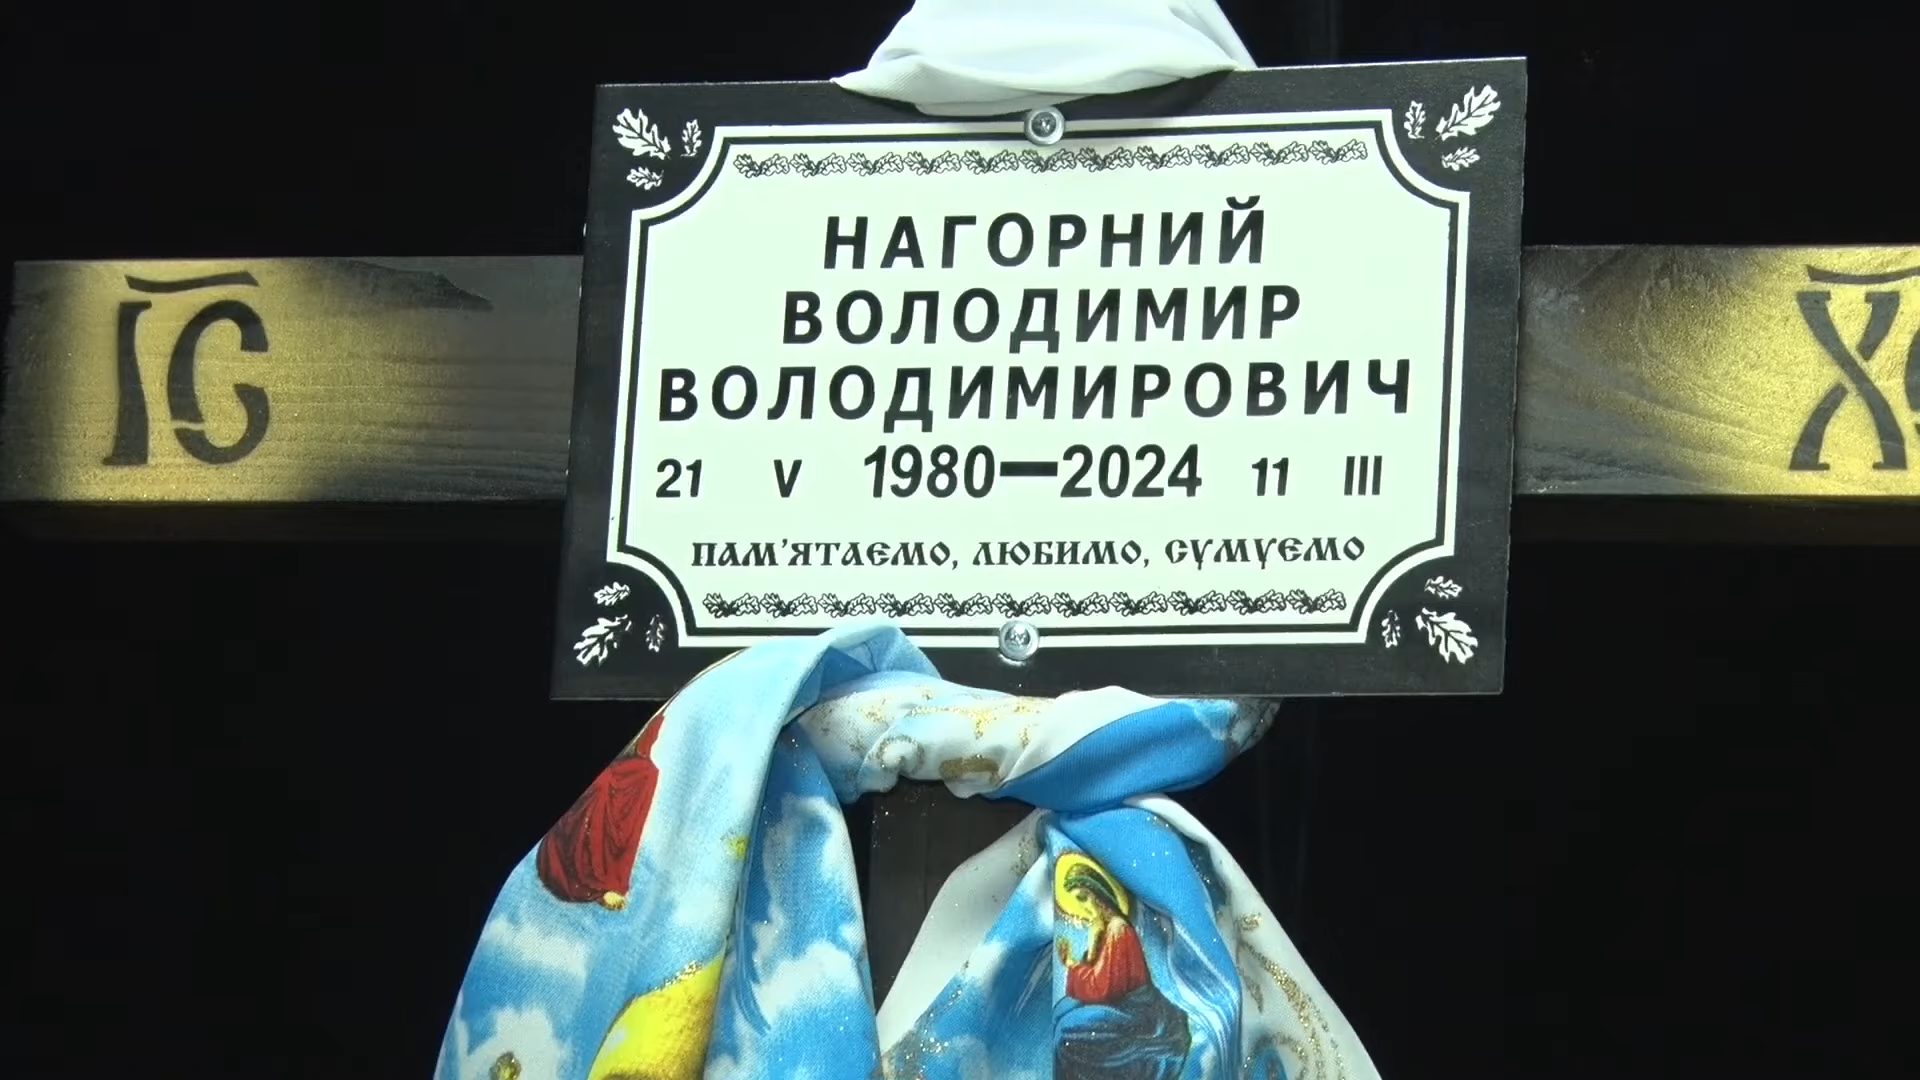 НАГОРНИЙ
ВОЛОДИМИР
ВОЛОДИМИРОВИЧ
21 V 1980—2024 11 III
ПАМ'ЯТАЄМО, ЛЮБИМО, СУМУЄМО
ІС
ХС